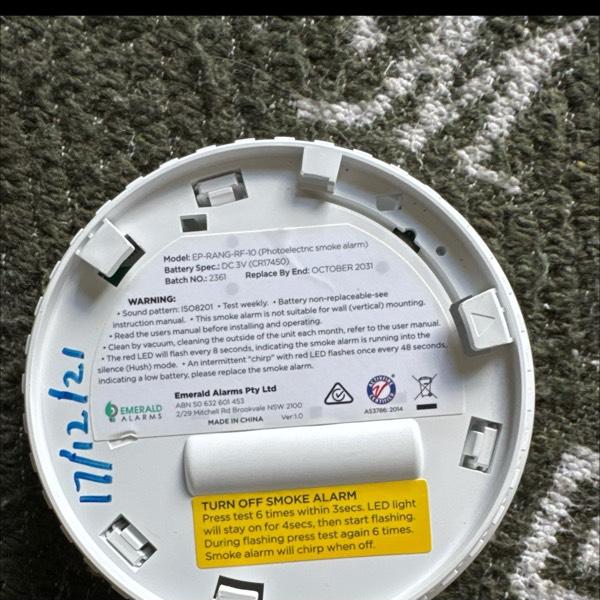 Model: EP-RANG-RF-10 (Photoelectric smoke alarm)
Battery Spec.: DC 3V (CR17450)
Batch NO.: 2361 Replace By End: OCTOBER 2031
WARNING:
• Sound pattern: ISO8201 • Test weekly. • Battery non-replaceable-see
instruction manual. • This smoke alarm is not suitable for wall (vertical) mounting.
• Read the users manual before installing and operating.
• Clean by vacuum, cleaning the outside of the unit each month, refer to the user manual.
• The red LED will flash every 8 seconds, indicating the smoke alarm is running into the
silence (Hush) mode. • An intermittent "chirp" with red LED flashes once every 48 seconds,
indicating a low battery, please replace the smoke alarm.
EMERALD
ALARMS
Emerald Alarms Pty Ltd
ABN 50 632 601 453
2/29 Mitchell Rd Brookvale NSW 2100
MADE IN CHINA Ver 1.0
AS3786: 2014
17/12/21
TURN OFF SMOKE ALARM
Press test 6 times within 3secs. LED light
will stay on for 4secs, then start flashing.
During flashing press test again 6 times.
Smoke alarm will chirp when off.